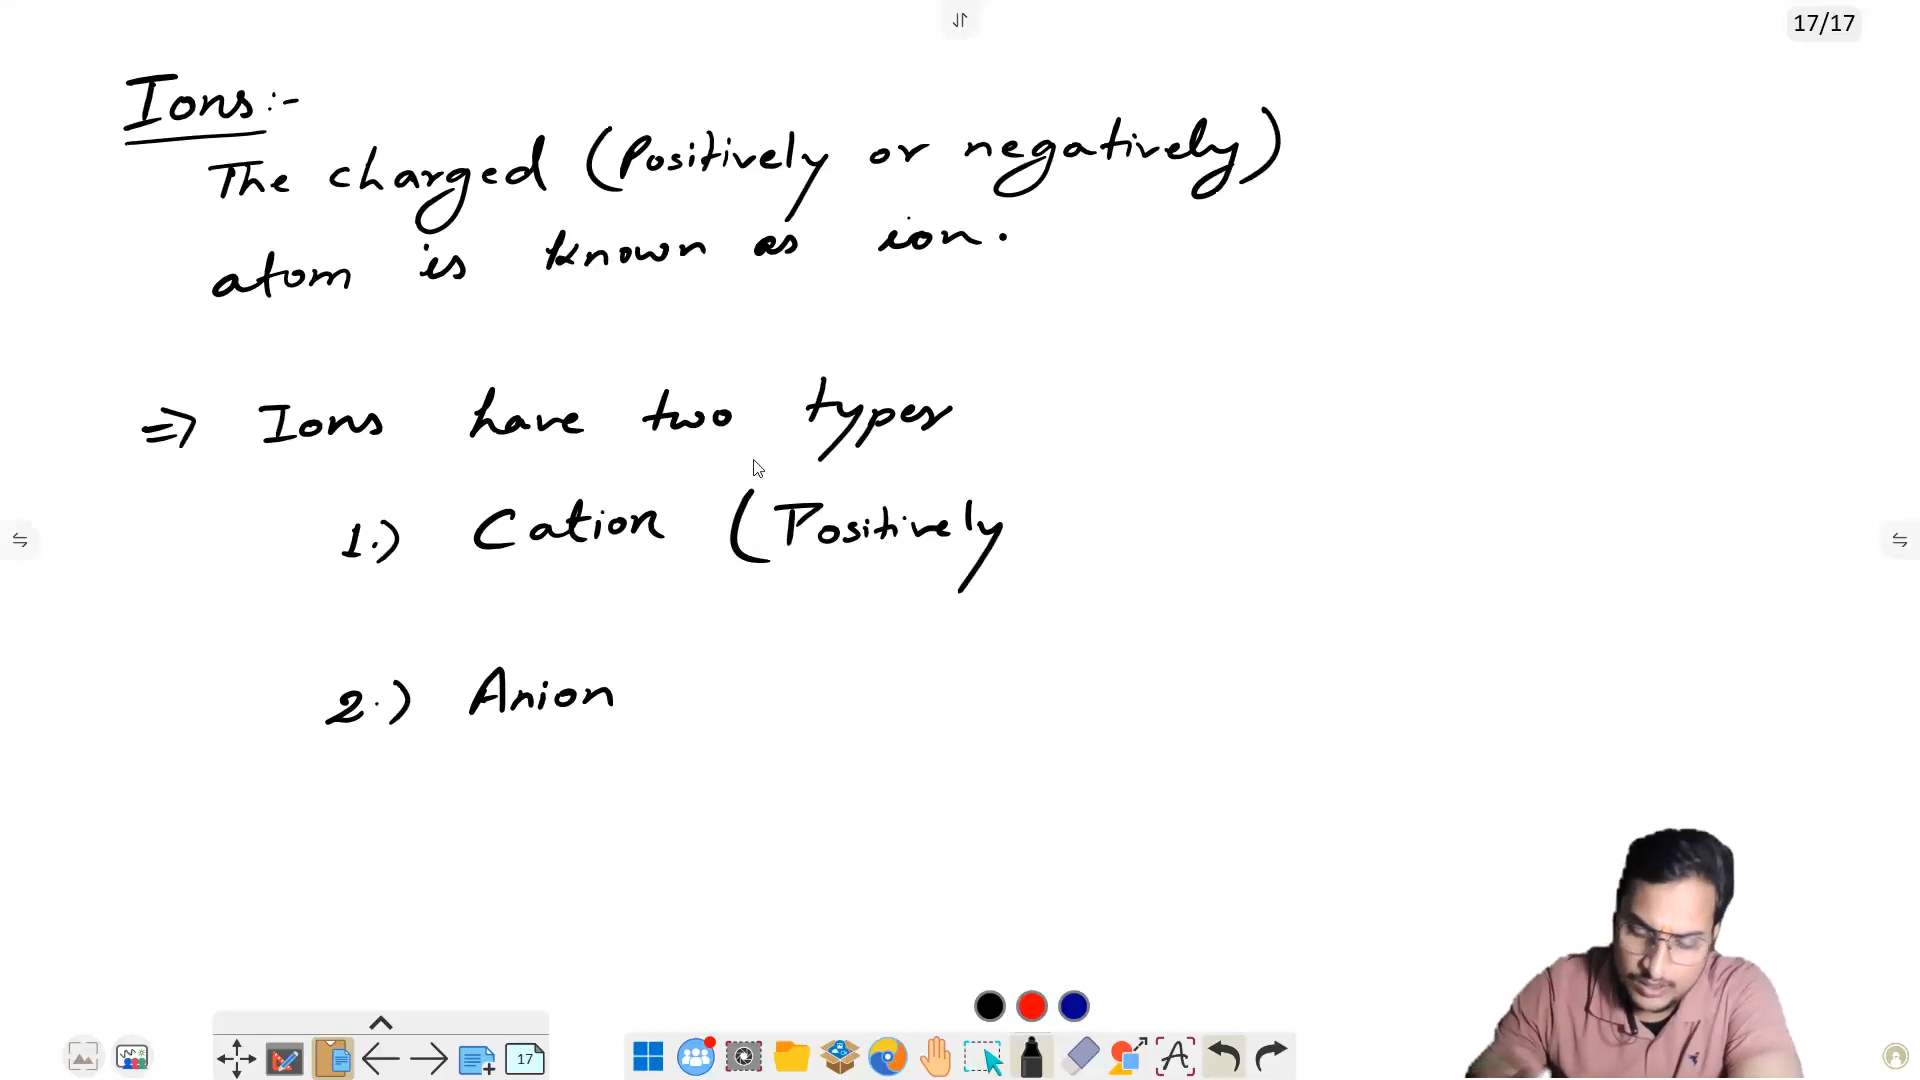 17/17
Ions:-
The charged (Positively or negatively)
atom is known as ion.
⇒ Ions have two types
1.) Cation (Positively
2.) Anion
17